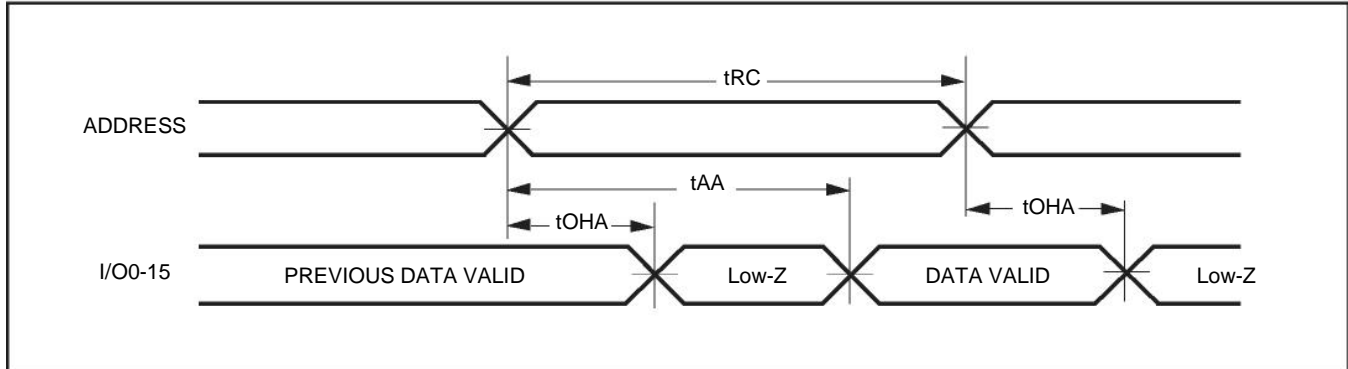 tRC
ADDRESS
tAA
tOHA
tOHA
I/O0-15
PREVIOUS DATA VALID
Low-Z
DATA VALID
Low-Z